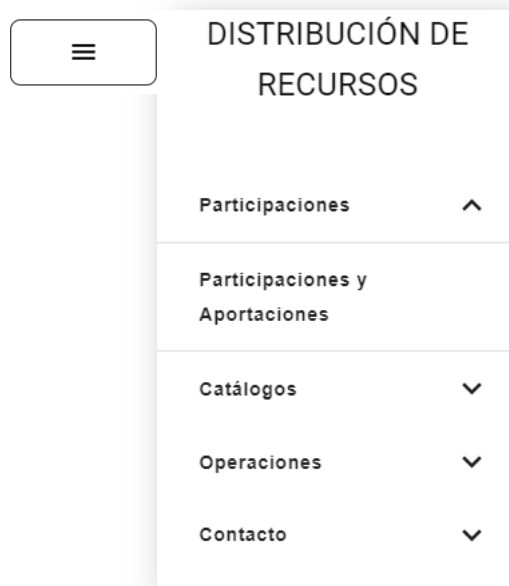 DISTRIBUCIÓN DE
RECURSOS
Participaciones
Participaciones y
Aportaciones
Catálogos
Operaciones
Contacto